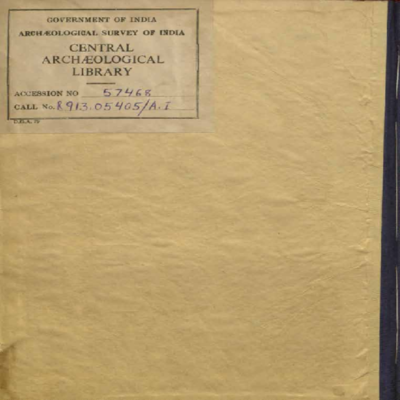 GOVERNMENT OF INDIA
ARCHÆOLOGICAL SURVEY OF INDIA
CENTRAL
ARCHÆOLOGICAL
LIBRARY
ACCESSION NO 57468
CALL No. 913.05405/A.I